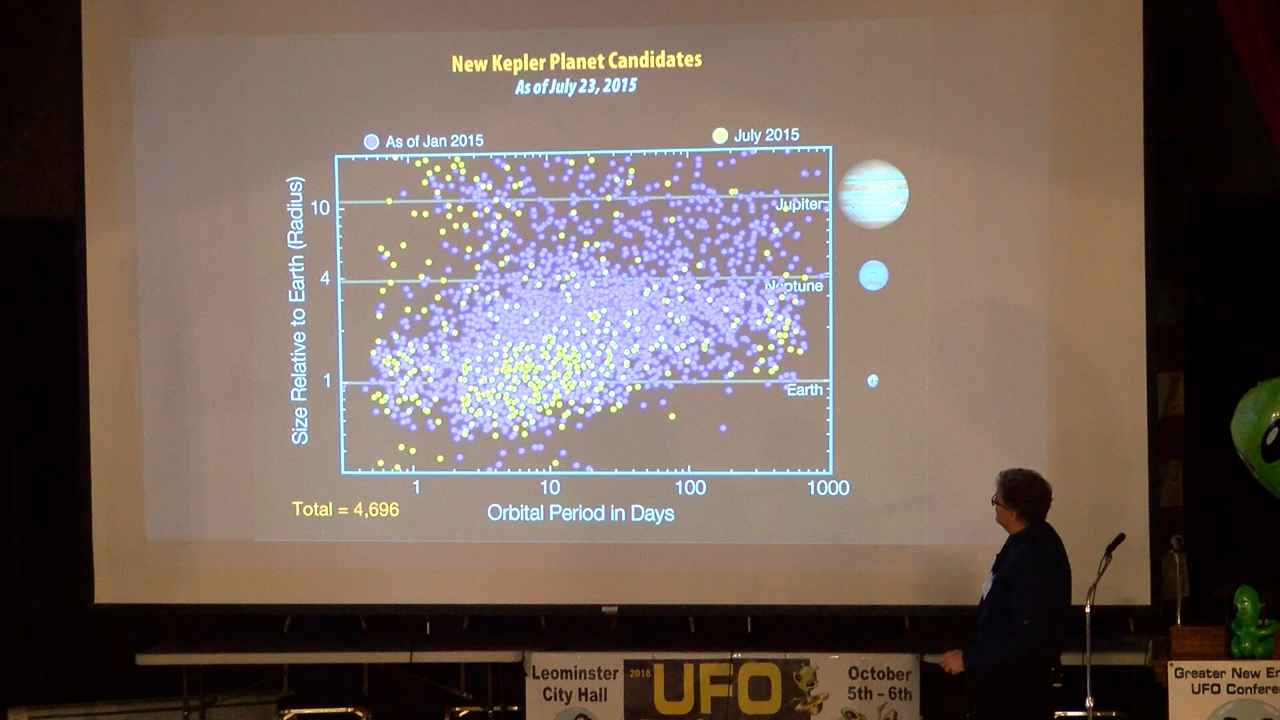 New Kepler Planet Candidates
As of July 23, 2015
As of Jan 2015
July 2015
Size Relative to Earth (Radius)
10
4
1
Jupiter
Neptune
Earth
1 10 100 1000
Orbital Period in Days
Total = 4,696
Leominster
City Hall
2018
UFO
October
5th - 6th
Greater New En
UFO Confere